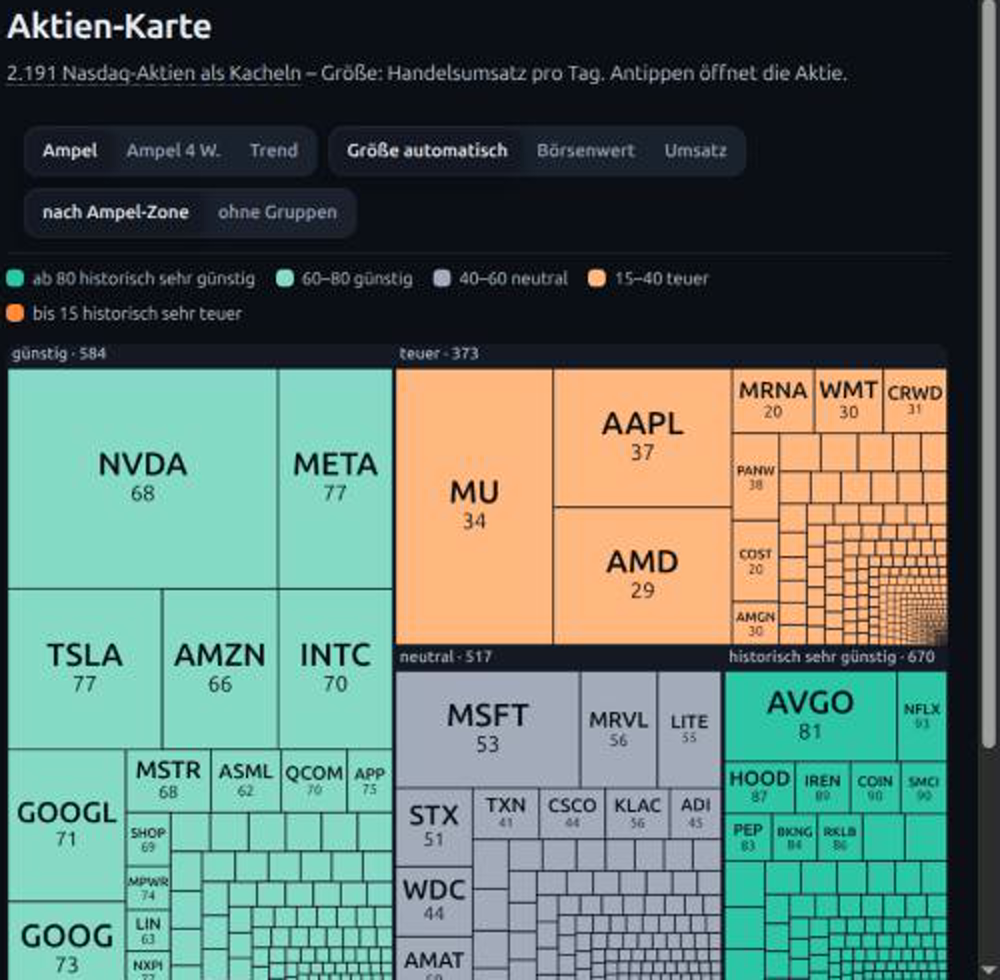 Aktien-Karte
2.191 Nasdaq-Aktien als Kacheln – Größe: Handelsumsatz pro Tag. Antippen öffnet die Aktie.
Ampel Ampel 4 W. Trend Größe automatisch Börsenwert Umsatz
nach Ampel-Zone ohne Gruppen
ab 80 historisch sehr günstig 60–80 günstig 40–60 neutral 15–40 teuer
bis 15 historisch sehr teuer
günstig · 584
NVDA
68
META
77
TSLA
77
AMZN
66
INTC
70
GOOGL
71
GOOG
73
MSTR
68
ASML
62
QCOM
70
APP
75
SHOP
69
MPWR
74
LIN
63
NXPI
teuer · 373
MU
34
AAPL
37
AMD
29
MRNA
20
WMT
30
CRWD
31
PANW
38
COST
20
AMGN
30
neutral · 517
MSFT
53
MRVL
56
LITE
55
STX
51
WDC
44
AMAT
TXN
41
CSCO
44
KLAC
56
ADI
45
historisch sehr günstig · 670
AVGO
81
NFLX
93
HOOD
87
IREN
89
COIN
90
SMCI
90
PEP
83
BKNG
84
RKLB
86